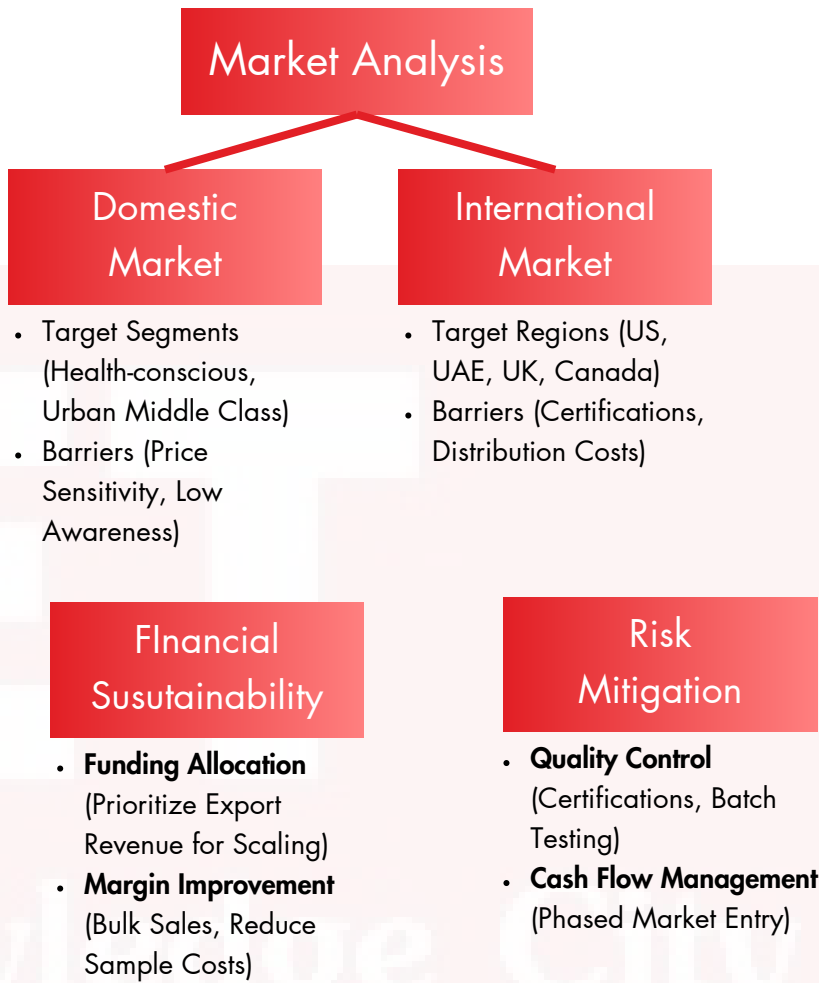 Market Analysis
Domestic
Market
International
Market
• Target Segments
(Health-conscious,
Urban Middle Class)
• Barriers (Price
Sensitivity, Low
Awareness)
• Target Regions (US,
UAE, UK, Canada)
• Barriers (Certifications,
Distribution Costs)
FInancial
Susutainability
• Funding Allocation
(Prioritize Export
Revenue for Scaling)
• Margin Improvement
(Bulk Sales, Reduce
Sample Costs)
Risk
Mitigation
• Quality Control
(Certifications, Batch
Testing)
• Cash Flow Management
(Phased Market Entry)
City